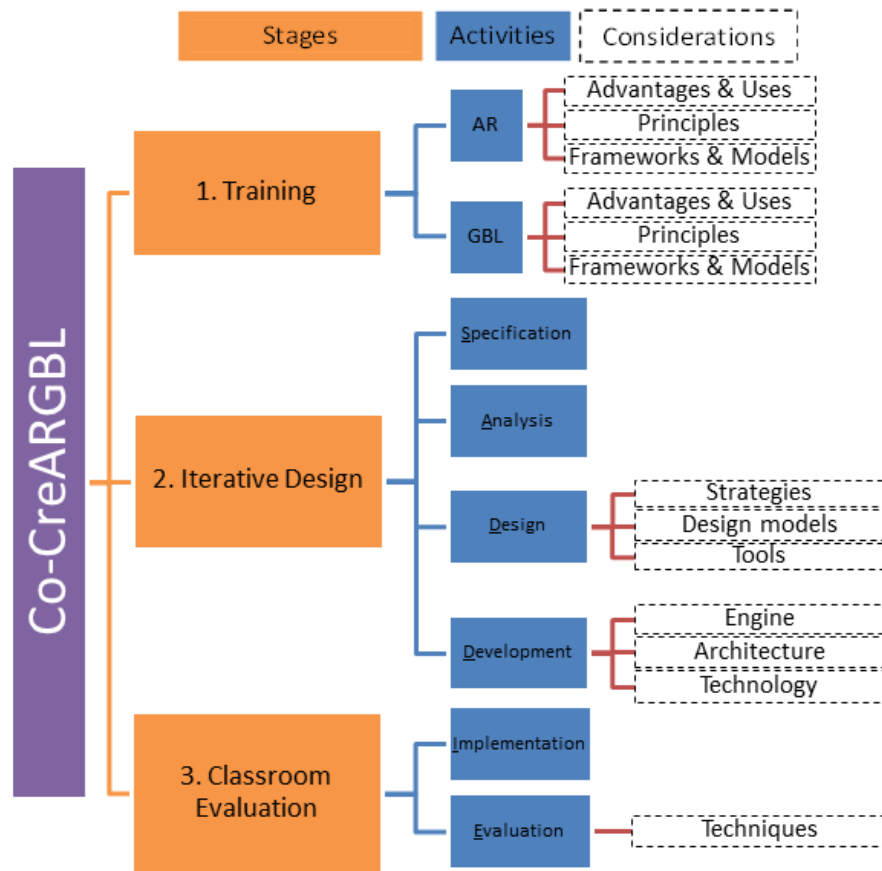 Stages
Activities
Considerations
Co-CreARGBL
1. Training
AR
Advantages & Uses
Principles
Frameworks & Models
GBL
Advantages & Uses
Principles
Frameworks & Models
2. Iterative Design
Specification
Analysis
Design
Strategies
Design models
Tools
Development
Engine
Architecture
Technology
3. Classroom
Evaluation
Implementation
Evaluation
Techniques